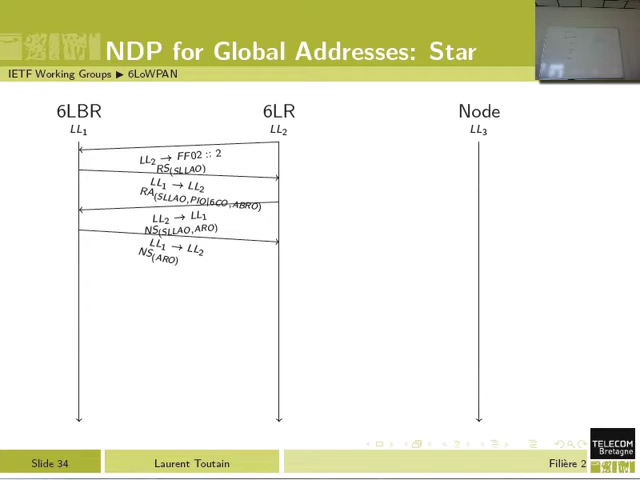 NDP for Global Addresses: Star
IETF Working Groups ▶ 6LoWPAN
6LBR
6LR
Node
LL1
LL2
LL3
LL2 → FF02 :: 2
RS(SLLAO)
LL1 → LL2
RA(SLLAO,PIO|6CO,ABRO)
LL2 → LL1
NS(SLLAO,ARO)
LL1 → LL2
NS(ARO)
TELECOM
Bretagne
Slide 34
Laurent Toutain
Filière 2